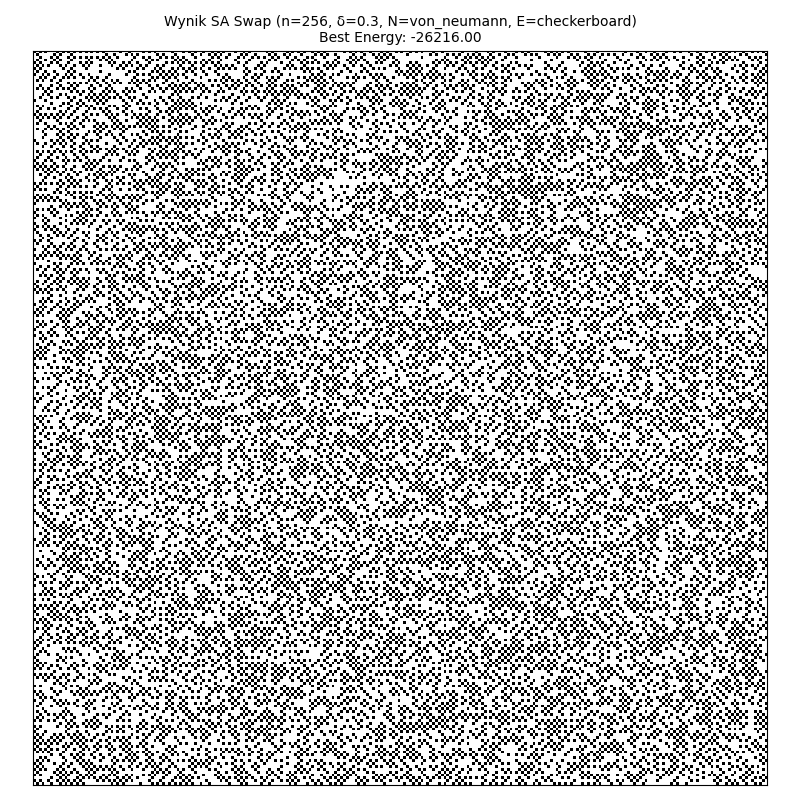 Wynik SA Swap (n=256, δ=0.3, N=von_neumann, E=checkerboard)
Best Energy: -26216.00